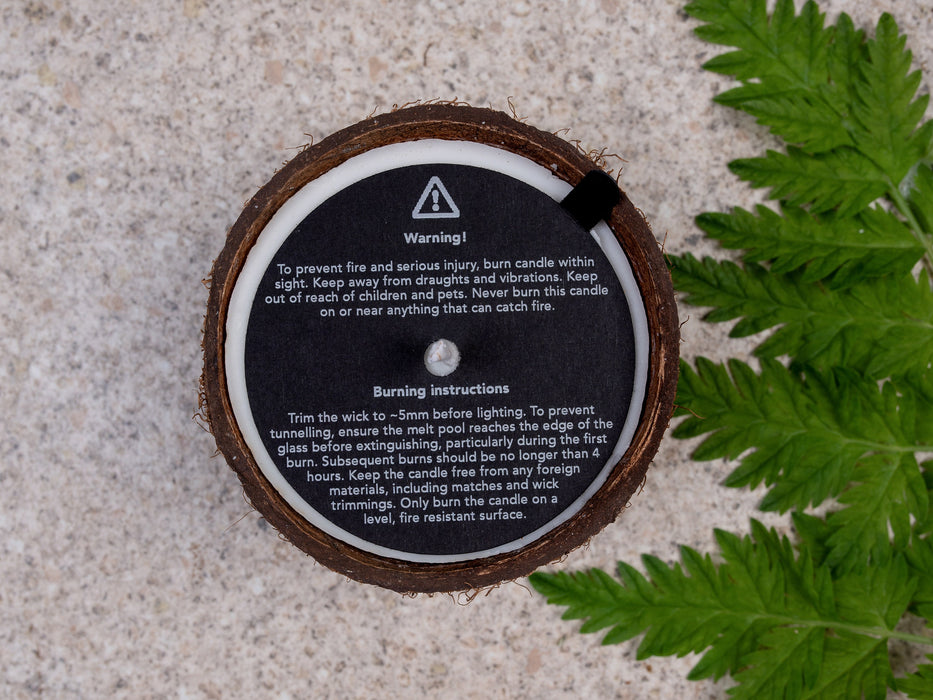 Warning!
To prevent fire and serious injury, burn candle within
sight. Keep away from draughts and vibrations. Keep
out of reach of children and pets. Never burn this candle
on or near anything that can catch fire.
Burning instructions
Trim the wick to ~5mm before lighting. To prevent
tunnelling, ensure the melt pool reaches the edge of the
glass before extinguishing, particularly during the first
burn. Subsequent burns should be no longer than 4
hours. Keep the candle free from any foreign
materials, including matches and wick
trimmings. Only burn the candle on a
level, fire resistant surface.